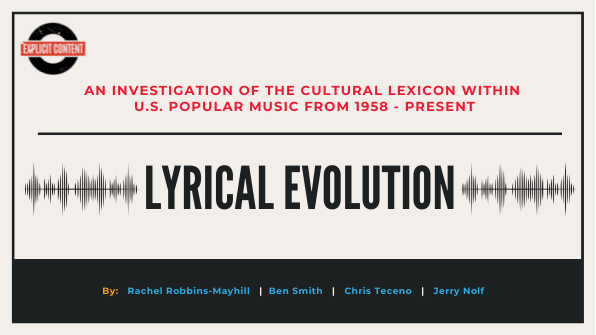 EXPLICIT CONTENT
AN INVESTIGATION OF THE CULTURAL LEXICON WITHIN
U.S. POPULAR MUSIC FROM 1958 - PRESENT
LYRICAL EVOLUTION
By: Rachel Robbins-Mayhill | Ben Smith | Chris Teceno | Jerry Nolf